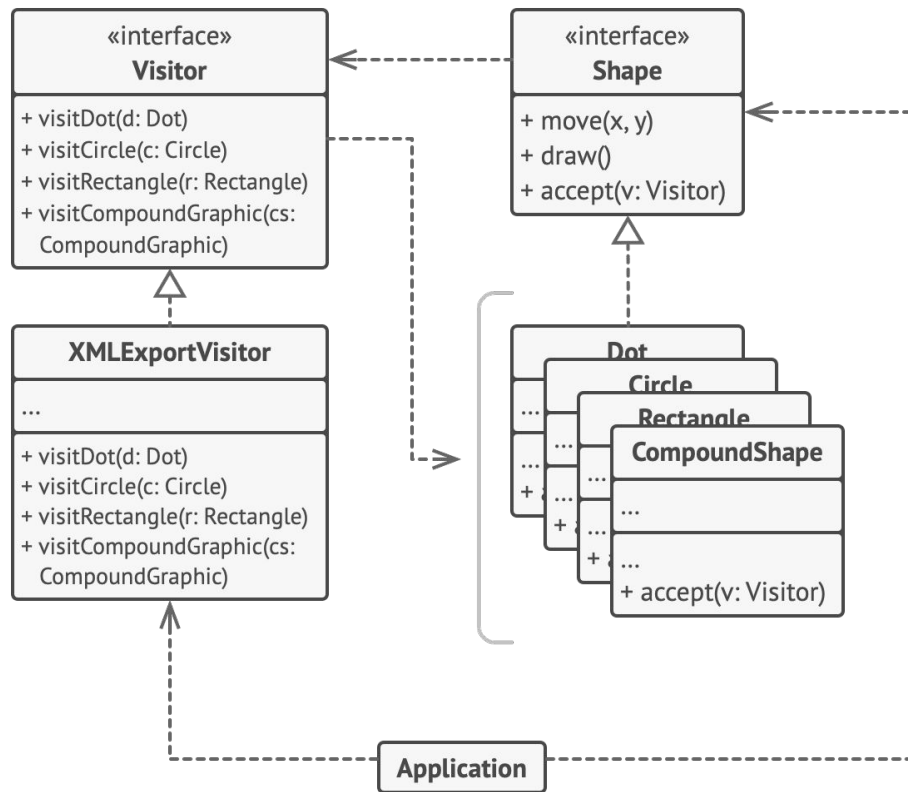 «interface»
Visitor
+ visitDot(d: Dot)
+ visitCircle(c: Circle)
+ visitRectangle(r: Rectangle)
+ visitCompoundGraphic(cs:
CompoundGraphic)
«interface»
Shape
+ move(x, y)
+ draw()
+ accept(v: Visitor)
XMLExportVisitor
...
+ visitDot(d: Dot)
+ visitCircle(c: Circle)
+ visitRectangle(r: Rectangle)
+ visitCompoundGraphic(cs:
CompoundGraphic)
Dot
...
...
+
Circle
...
...
+
Rectangle
...
...
+
CompoundShape
...
...
+ accept(v: Visitor)
Application